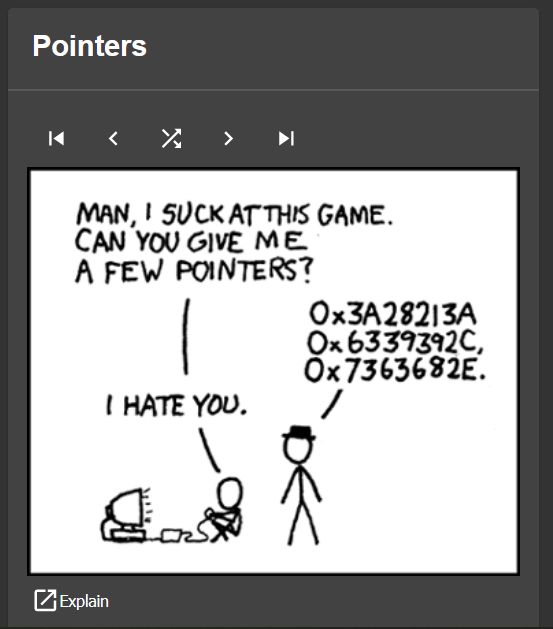 Pointers
MAN, I SUCK AT THIS GAME.
CAN YOU GIVE ME
A FEW POINTERS?
0x3A28213A
0x6339392C,
0x7363682E.
I HATE YOU.
Explain